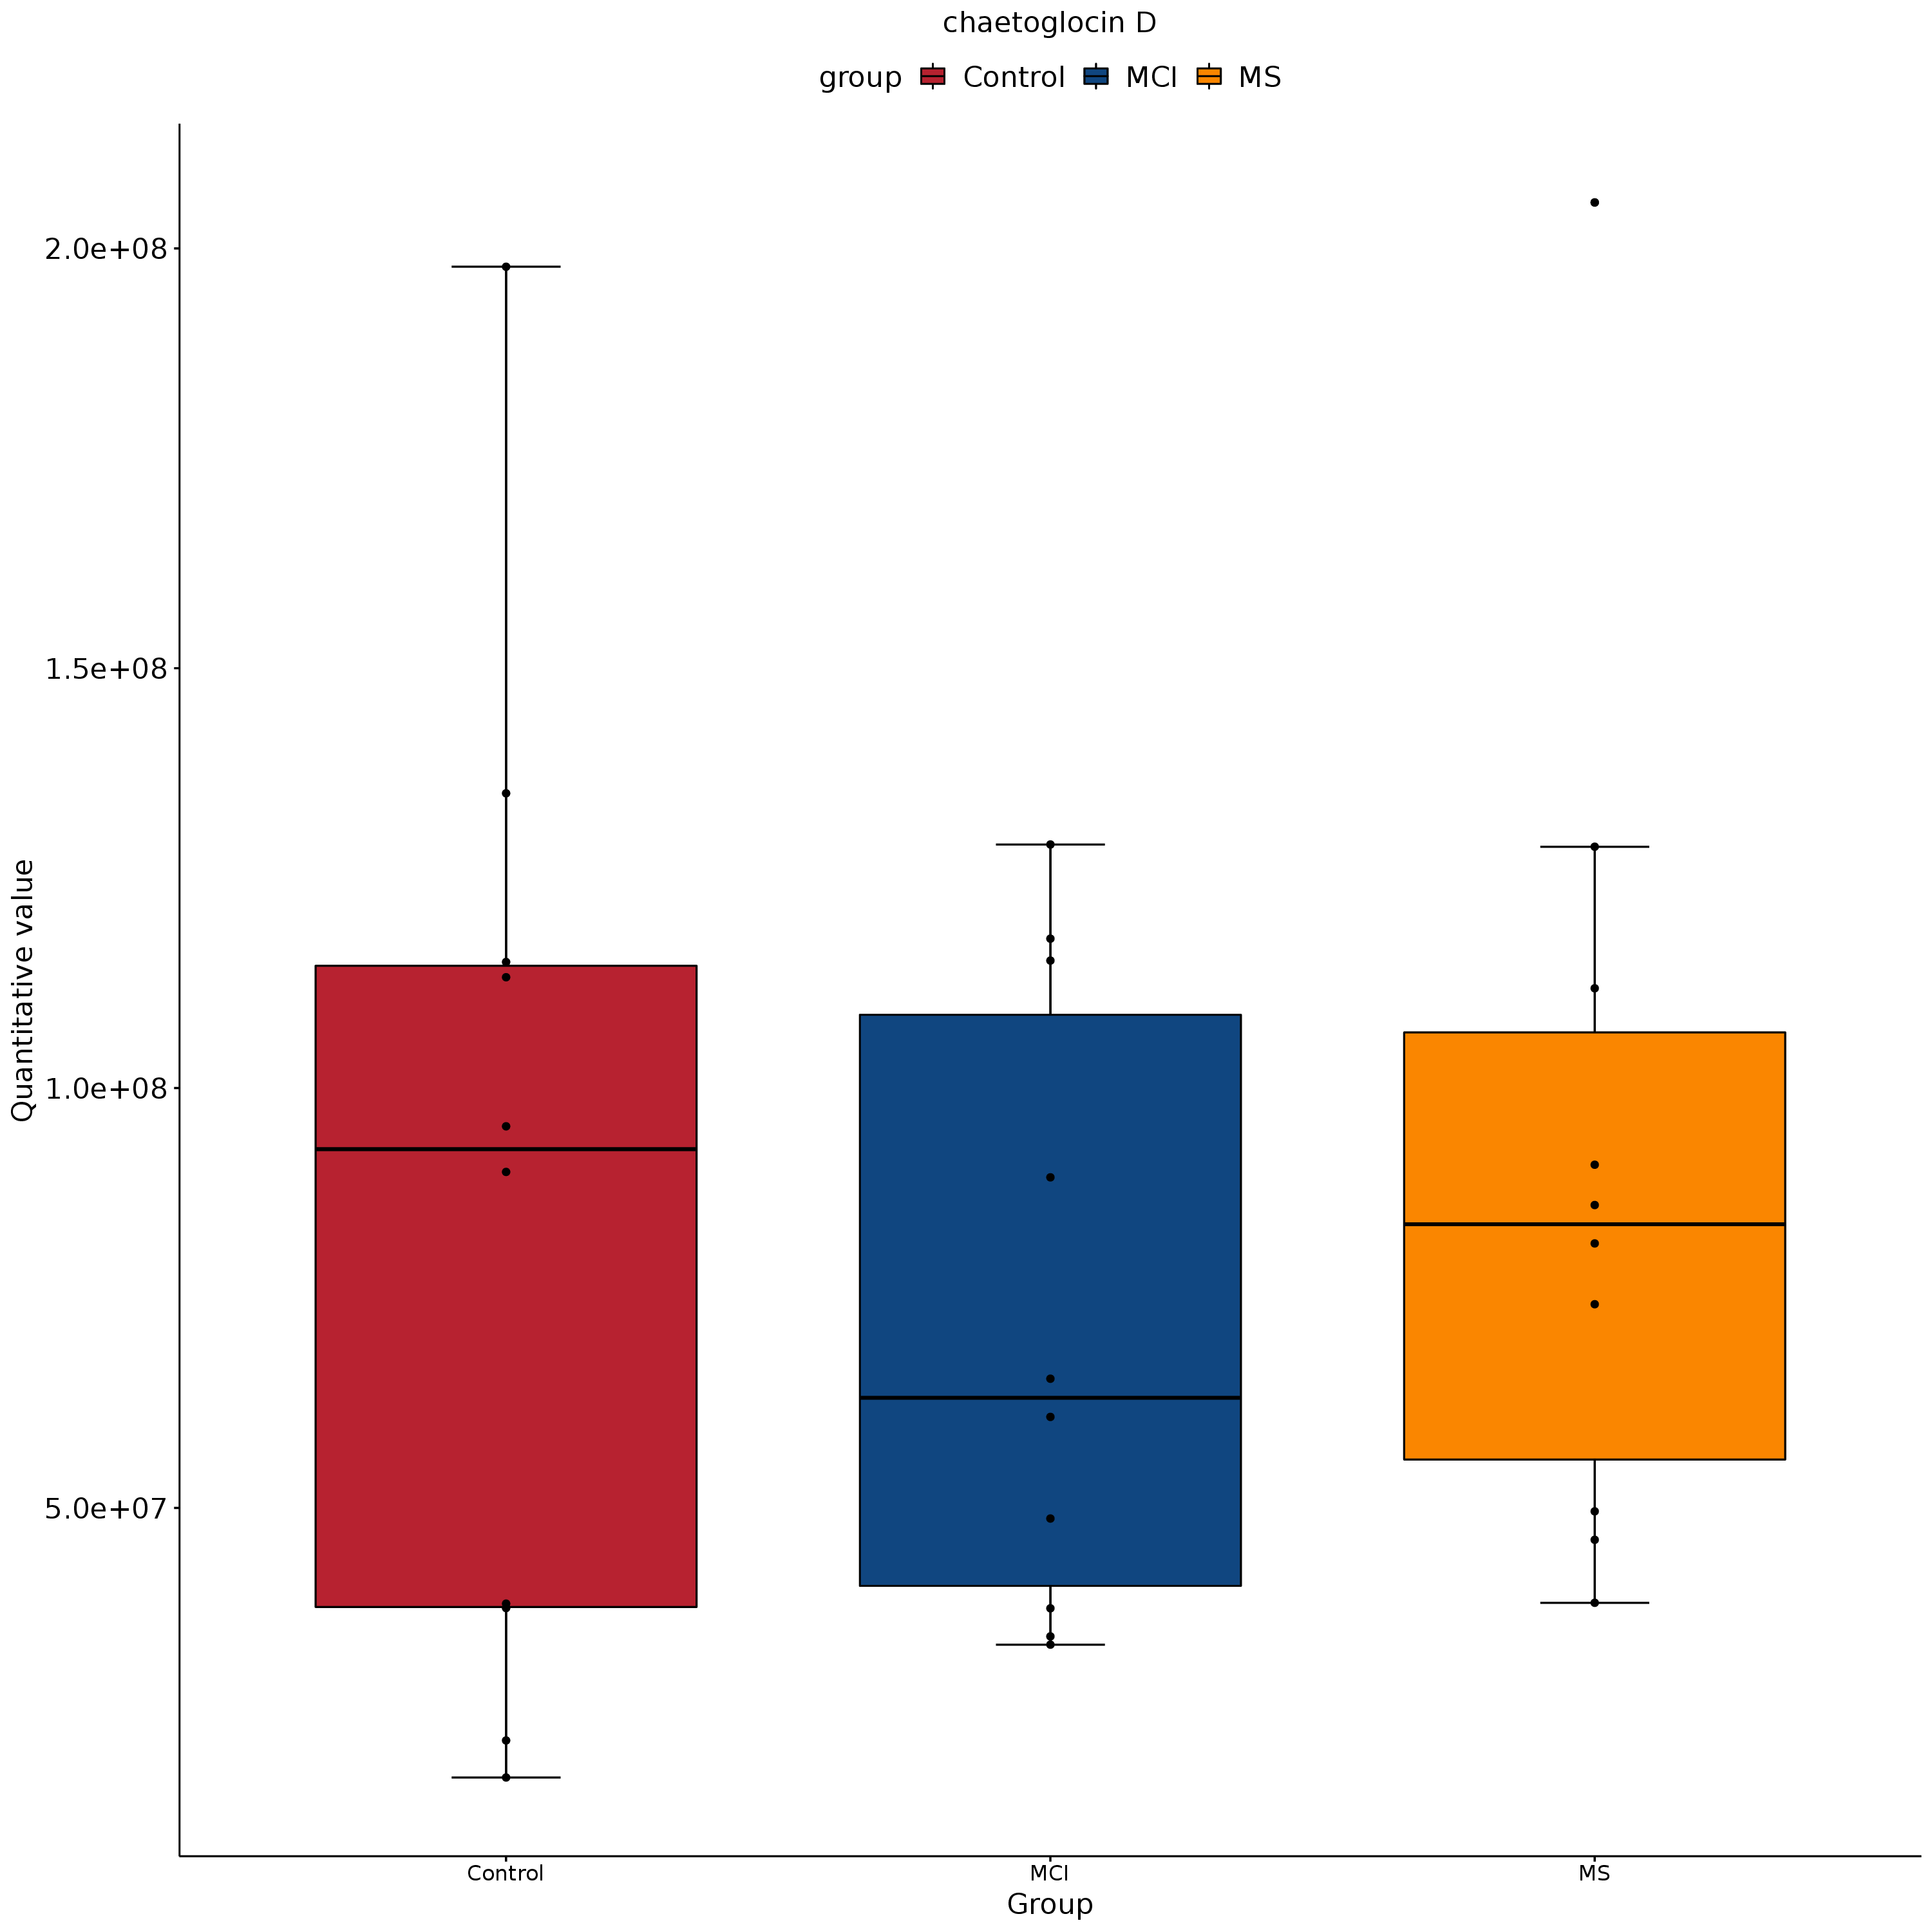 chaetoglocin D
group Control MCI MS
Quantitative value
2.0e+08
1.5e+08
1.0e+08
5.0e+07
Control MCI MS
Group